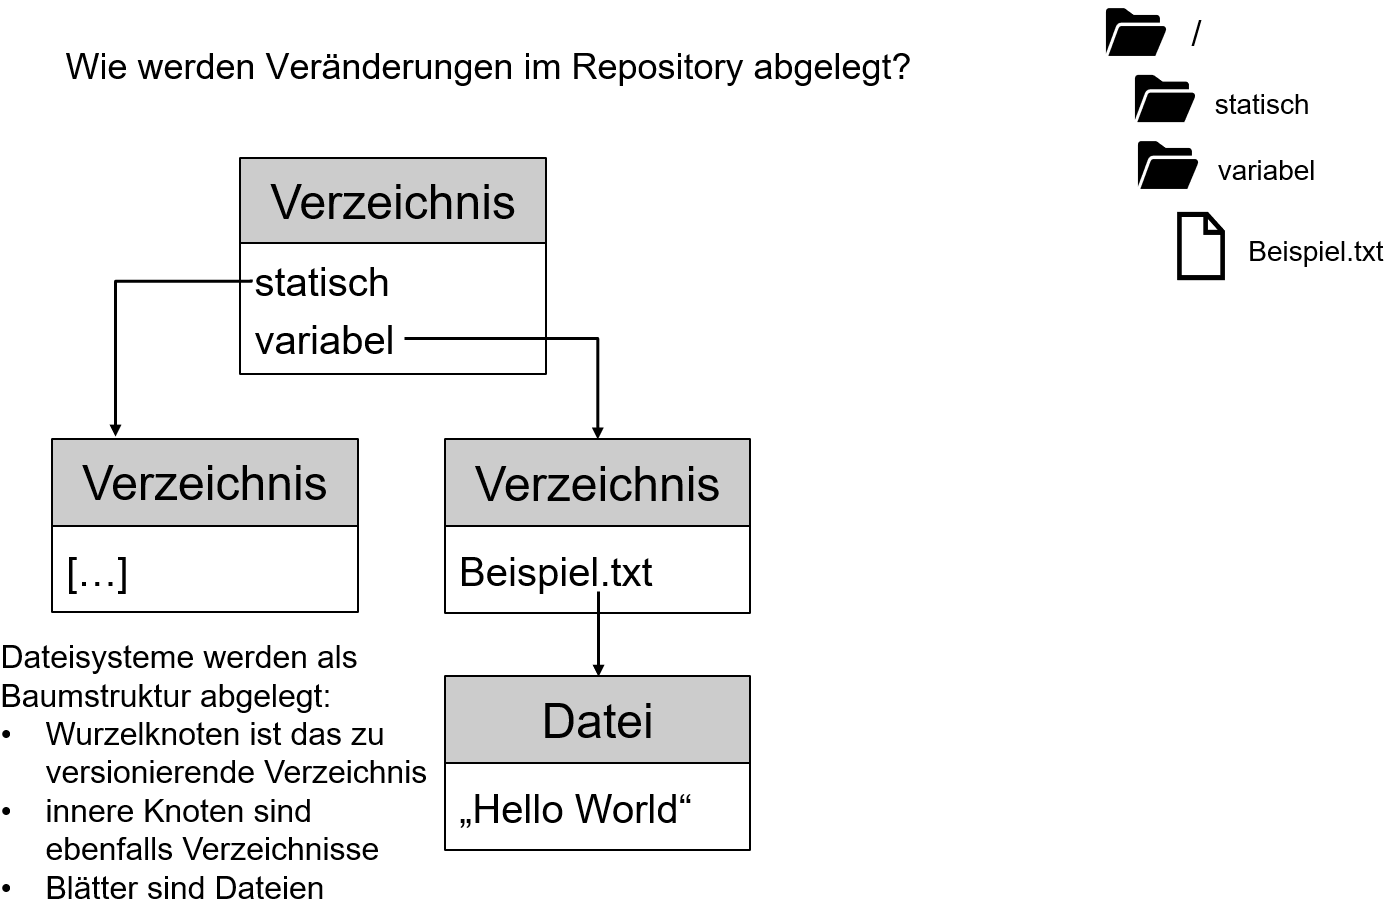 Wie werden Veränderungen im Repository abgelegt?
/
statisch
variabel
Beispiel.txt
Verzeichnis
statisch
variabel
Verzeichnis
[…]
Verzeichnis
Beispiel.txt
Datei
„Hello World“
Dateisysteme werden als
Baumstruktur abgelegt:
• Wurzelknoten ist das zu
versionierende Verzeichnis
• innere Knoten sind
ebenfalls Verzeichnisse
• Blätter sind Dateien